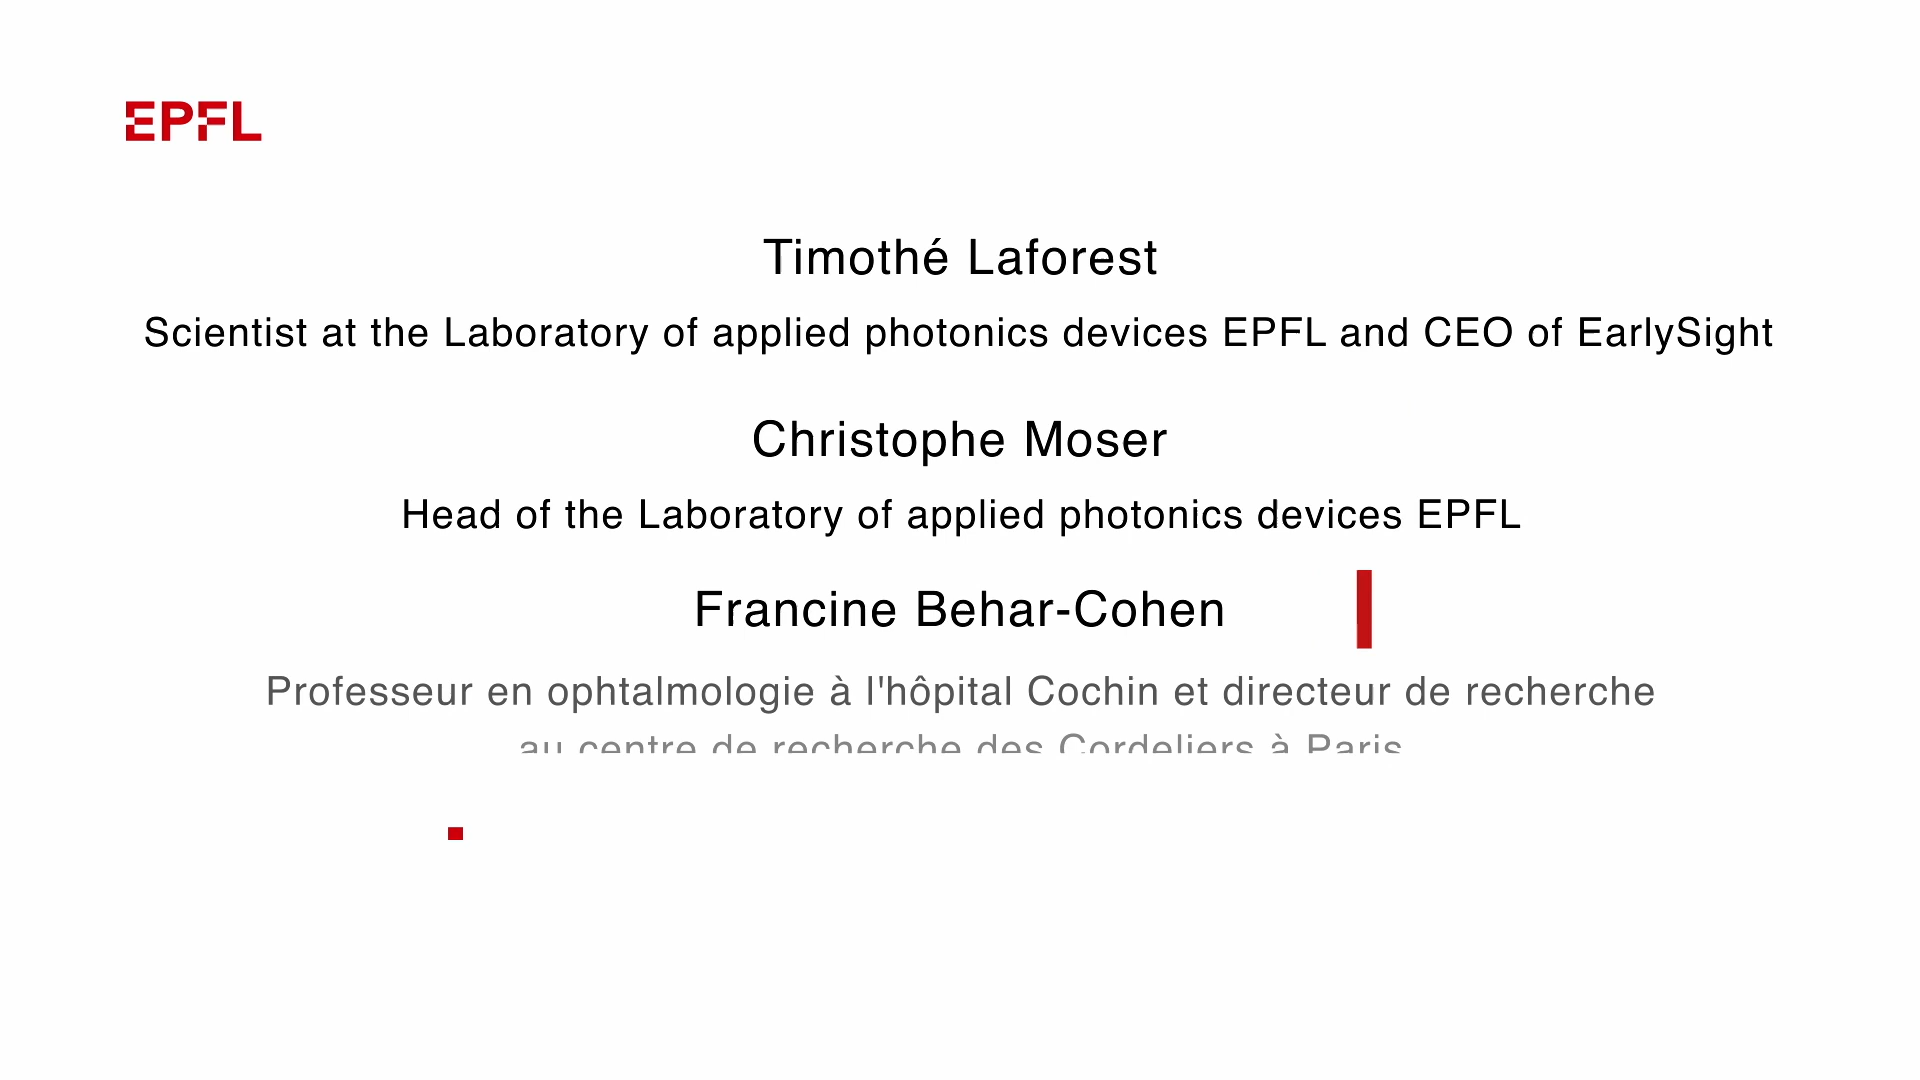 EPFL
Timothé Laforest
Scientist at the Laboratory of applied photonics devices EPFL and CEO of EarlySight
Christophe Moser
Head of the Laboratory of applied photonics devices EPFL
Francine Behar-Cohen
Professeur en ophtalmologie à l'hôpital Cochin et directeur de recherche
au centre de recherche des Cordeliers à Paris